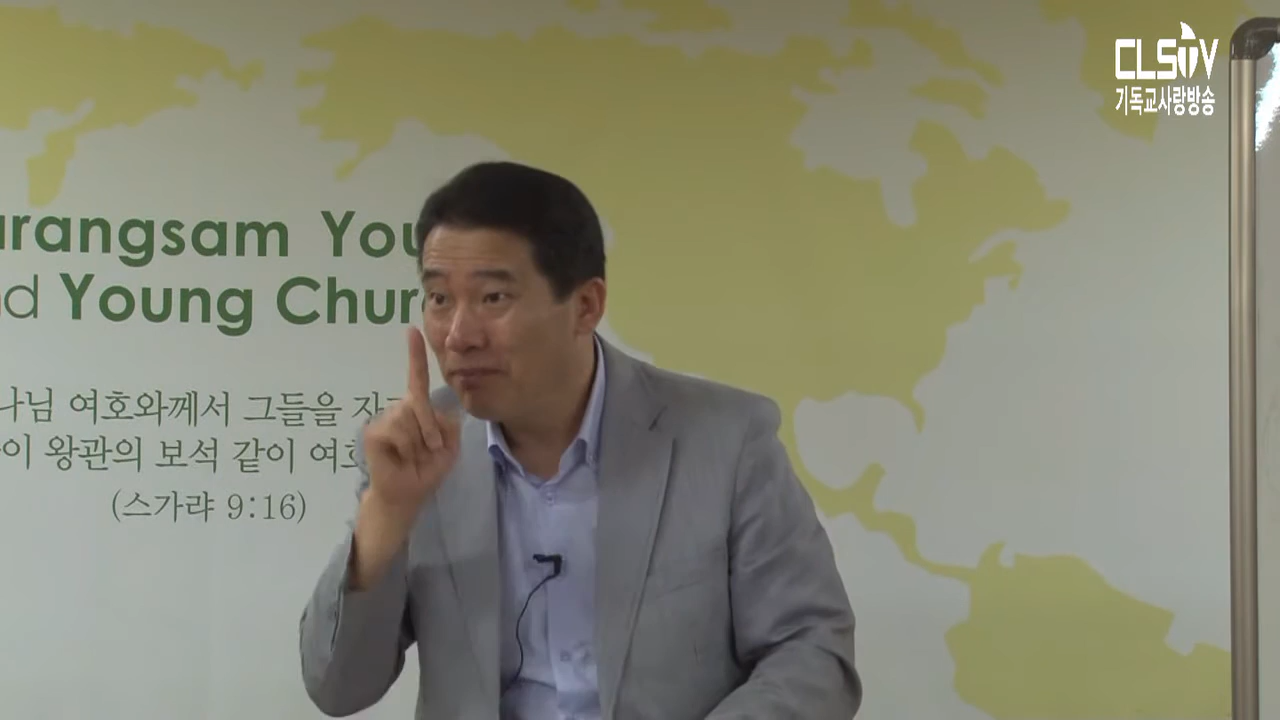 CLSTV
기독교사랑방송
arangsam You
d Young Chur
나님 여호와께서 그들을 자
이 왕관의 보석 같이 여호
(스가랴 9:16)